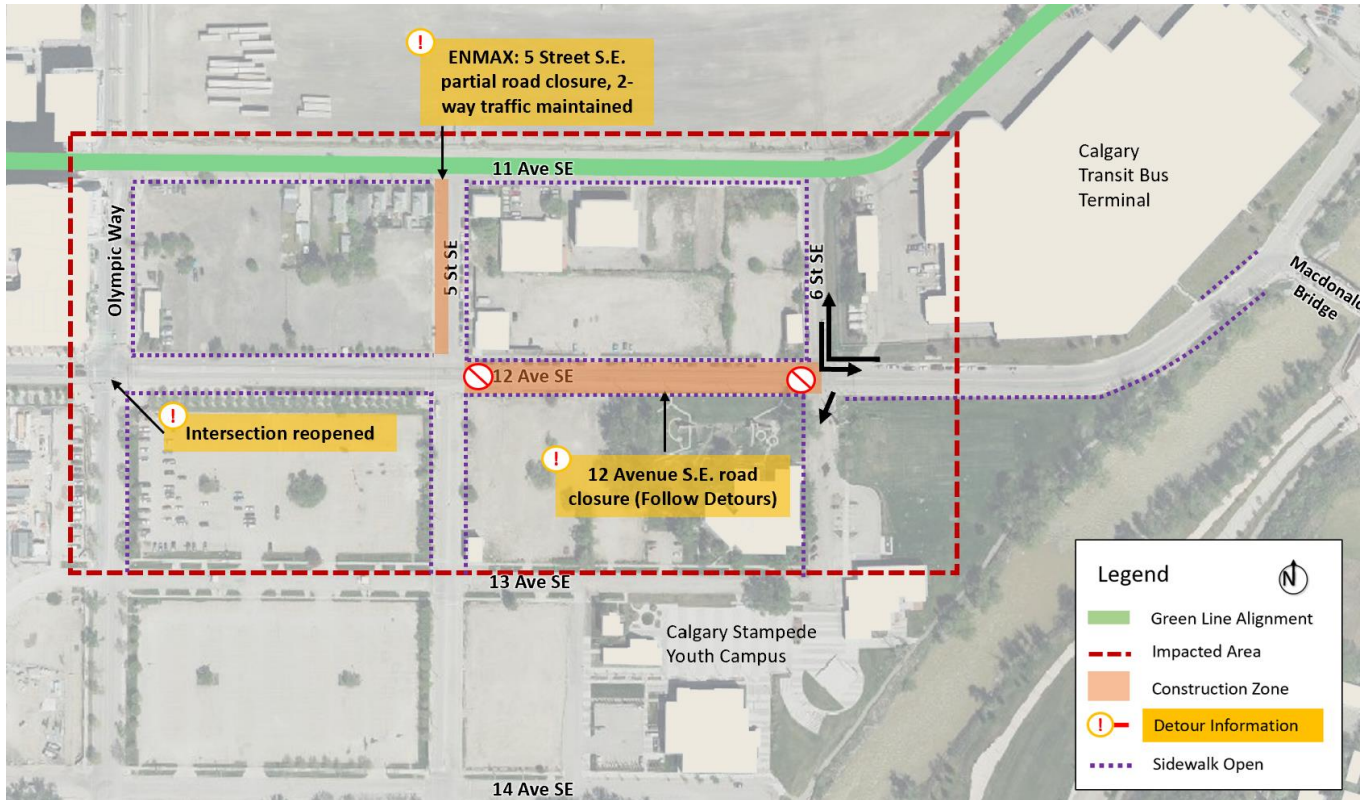 !
ENMAX: 5 Street S.E.
partial road closure, 2-
way traffic maintained
11 Ave SE
Calgary
Transit Bus
Terminal
Olympic Way
5 St SE
6 St SE
Macdonald
Bridge
12 Ave SE
!
Intersection reopened
!
12 Avenue S.E. road
closure (Follow Detours)
13 Ave SE
Calgary Stampede
Youth Campus
14 Ave SE
Legend
N
Green Line Alignment
Impacted Area
Construction Zone
!
Detour Information
Sidewalk Open